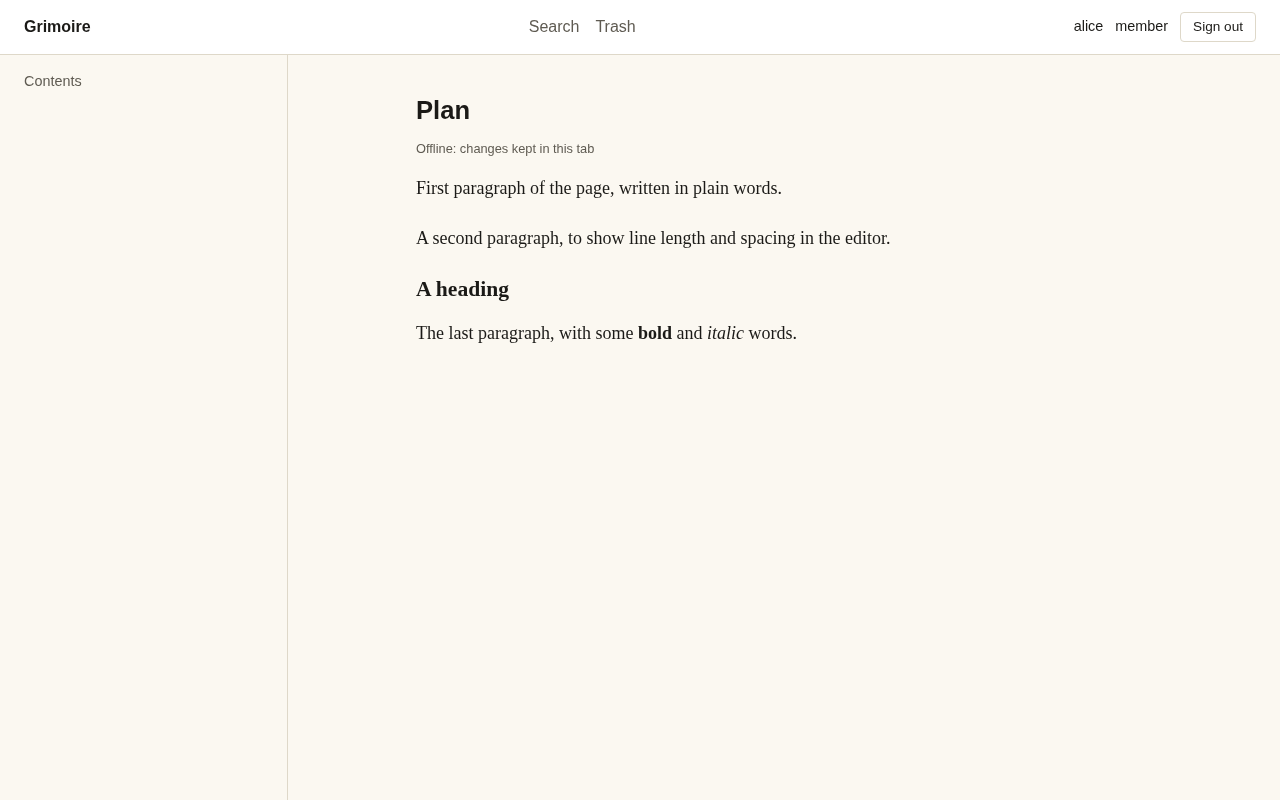 Grimoire
Search Trash
alice member Sign out
Contents
Plan
Offline: changes kept in this tab
First paragraph of the page, written in plain words.
A second paragraph, to show line length and spacing in the editor.
A heading
The last paragraph, with some bold and italic words.